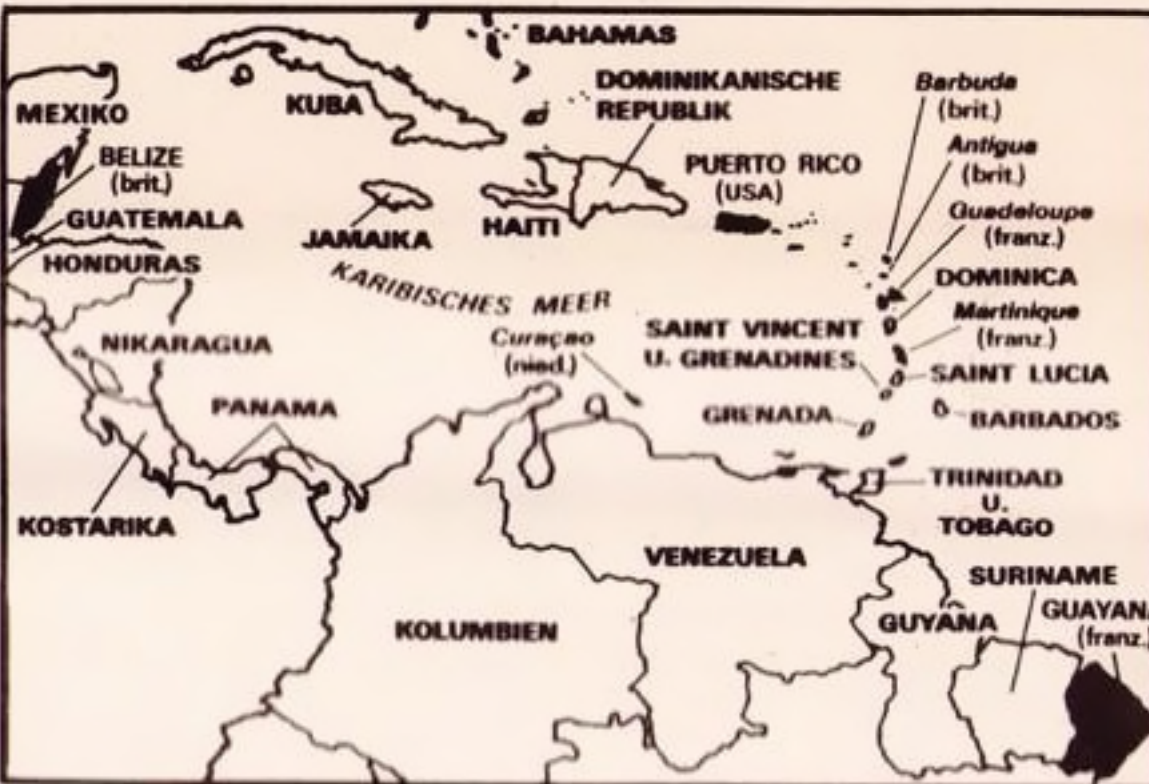 BAHAMAS
DOMINIKANISCHE
REPUBLIK
KUBA
MEXIKO
BELIZE
(brit.)
GUATEMALA
HONDURAS
JAMAIKA
HAITI
PUERTO RICO
(USA)
Barbuda
(brit.)
Antigua
(brit.)
Guadeloupe
(franz.)
DOMINICA
Martinique
(franz.)
KARIBISCHES MEER
SAINT VINCENT
U. GRENADINES
SAINT LUCIA
Curaçao
(nied.)
NIKARAGUA
PANAMA
GRENADA
BARBADOS
KOSTARIKA
TRINIDAD
U.
TOBAGO
VENEZUELA
KOLUMBIEN
SURINAME
GUYANA
GUAYANA
(franz.)